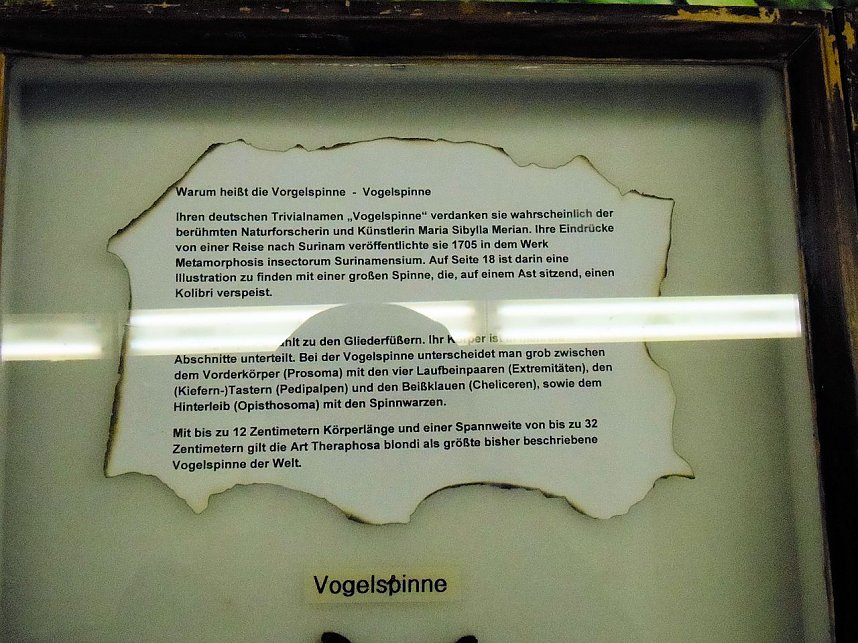 Warum heißt die Vorgelspinne - Vogelspinne
Ihren deutschen Trivialnamen „Vogelspinne“ verdanken sie wahrscheinlich der
berühmten Naturforscherin und Künstlerin Maria Sibylla Merian. Ihre Eindrücke
von einer Reise nach Surinam veröffentlichte sie 1705 in dem Werk
Metamorphosis insectorum Surinamensium. Auf Seite 18 ist darin eine
Illustration zu finden mit einer großen Spinne, die, auf einem Ast sitzend, einen
Kolibri verspeist.
zu den Gliederfüßern. Ihr Körper ist in
Abschnitte unterteilt. Bei der Vogelspinne unterscheidet man grob zwischen
dem Vorderkörper (Prosoma) mit den vier Laufbeinpaaren (Extremitäten), den
(Kiefern-)Tastern (Pedipalpen) und den Beißklauen (Cheliceren), sowie dem
Hinterleib (Opisthosoma) mit den Spinnwarzen.
Mit bis zu 12 Zentimetern Körperlänge und einer Spannweite von bis zu 32
Zentimetern gilt die Art Theraphosa blondi als größte bisher beschriebene
Vogelspinne der Welt.
Vogelspinne